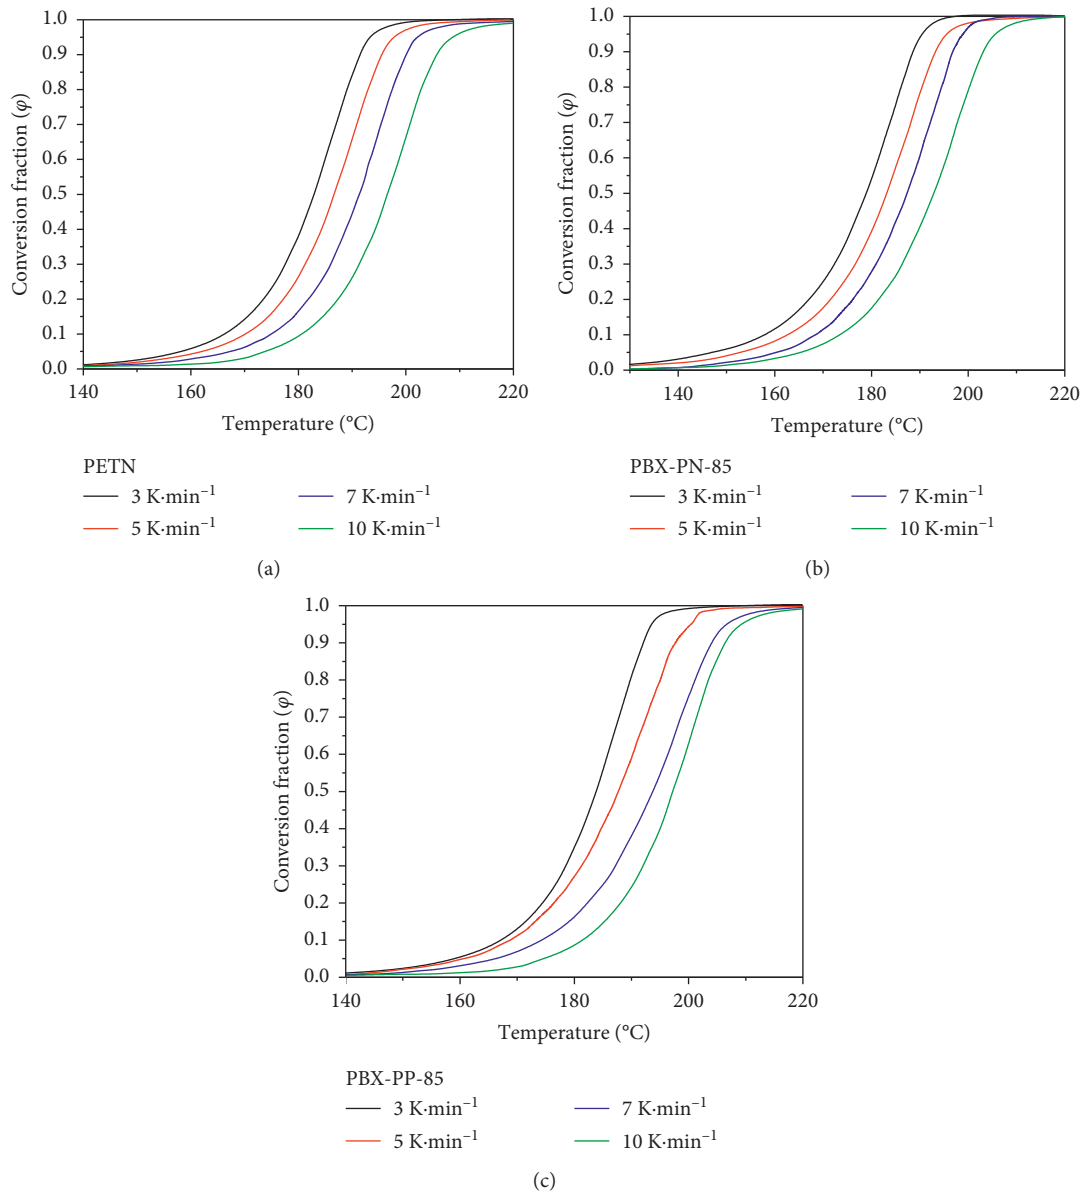 1.0
0.9
0.8
0.7
0.6
0.5
0.4
0.3
0.2
0.1
0.0
Conversion fraction (φ)
140 160 180 200 220
Temperature (°C)
PETN
3 K·min⁻¹ 7 K·min⁻¹
5 K·min⁻¹ 10 K·min⁻¹
(a)
1.0
0.9
0.8
0.7
0.6
0.5
0.4
0.3
0.2
0.1
0.0
Conversion fraction (φ)
140 160 180 200 220
Temperature (°C)
PBX-PN-85
3 K·min⁻¹ 7 K·min⁻¹
5 K·min⁻¹ 10 K·min⁻¹
(b)
1.0
0.9
0.8
0.7
0.6
0.5
0.4
0.3
0.2
0.1
0.0
Conversion fraction (φ)
140 160 180 200 220
Temperature (°C)
PBX-PP-85
3 K·min⁻¹ 7 K·min⁻¹
5 K·min⁻¹ 10 K·min⁻¹
(c)